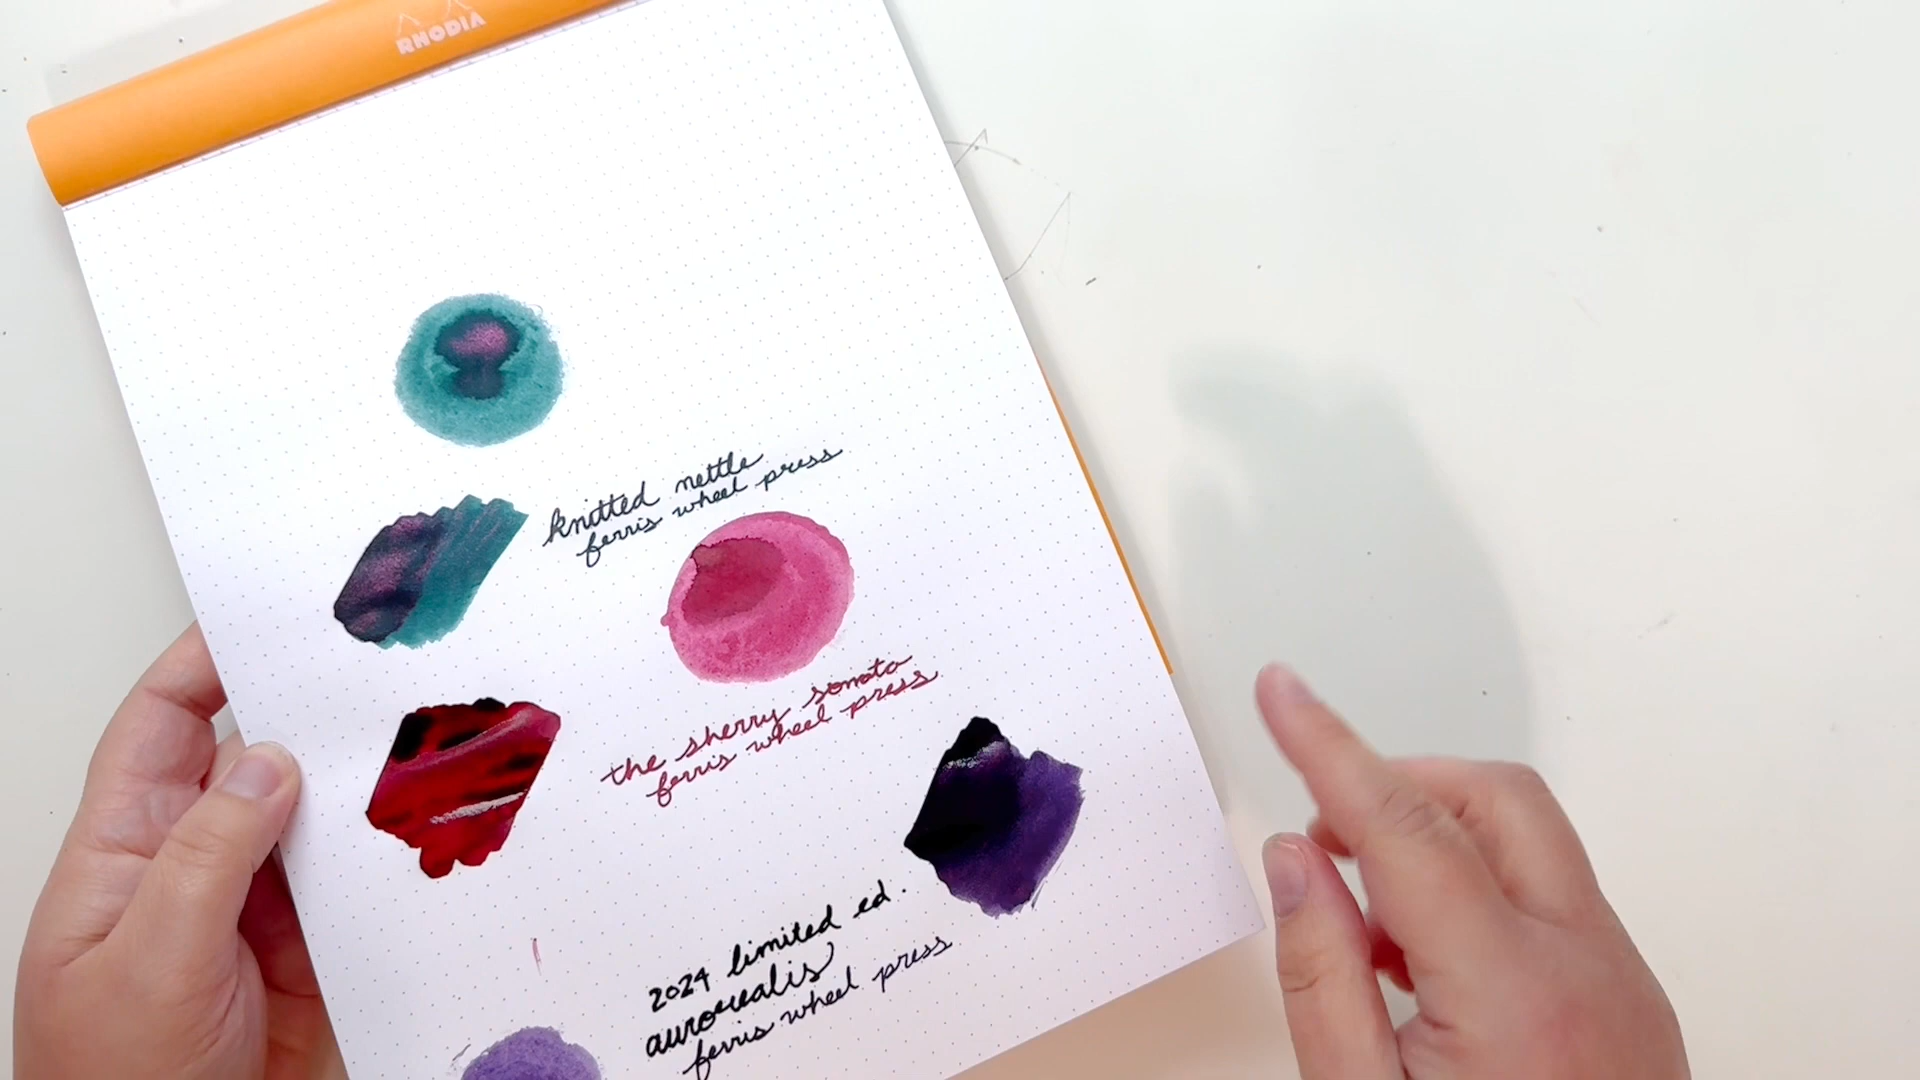 RHODIA
knitted nettle
ferris wheel press
the sherry sonata
ferris wheel press
2024 limited ed.
aurorealis
ferris wheel press